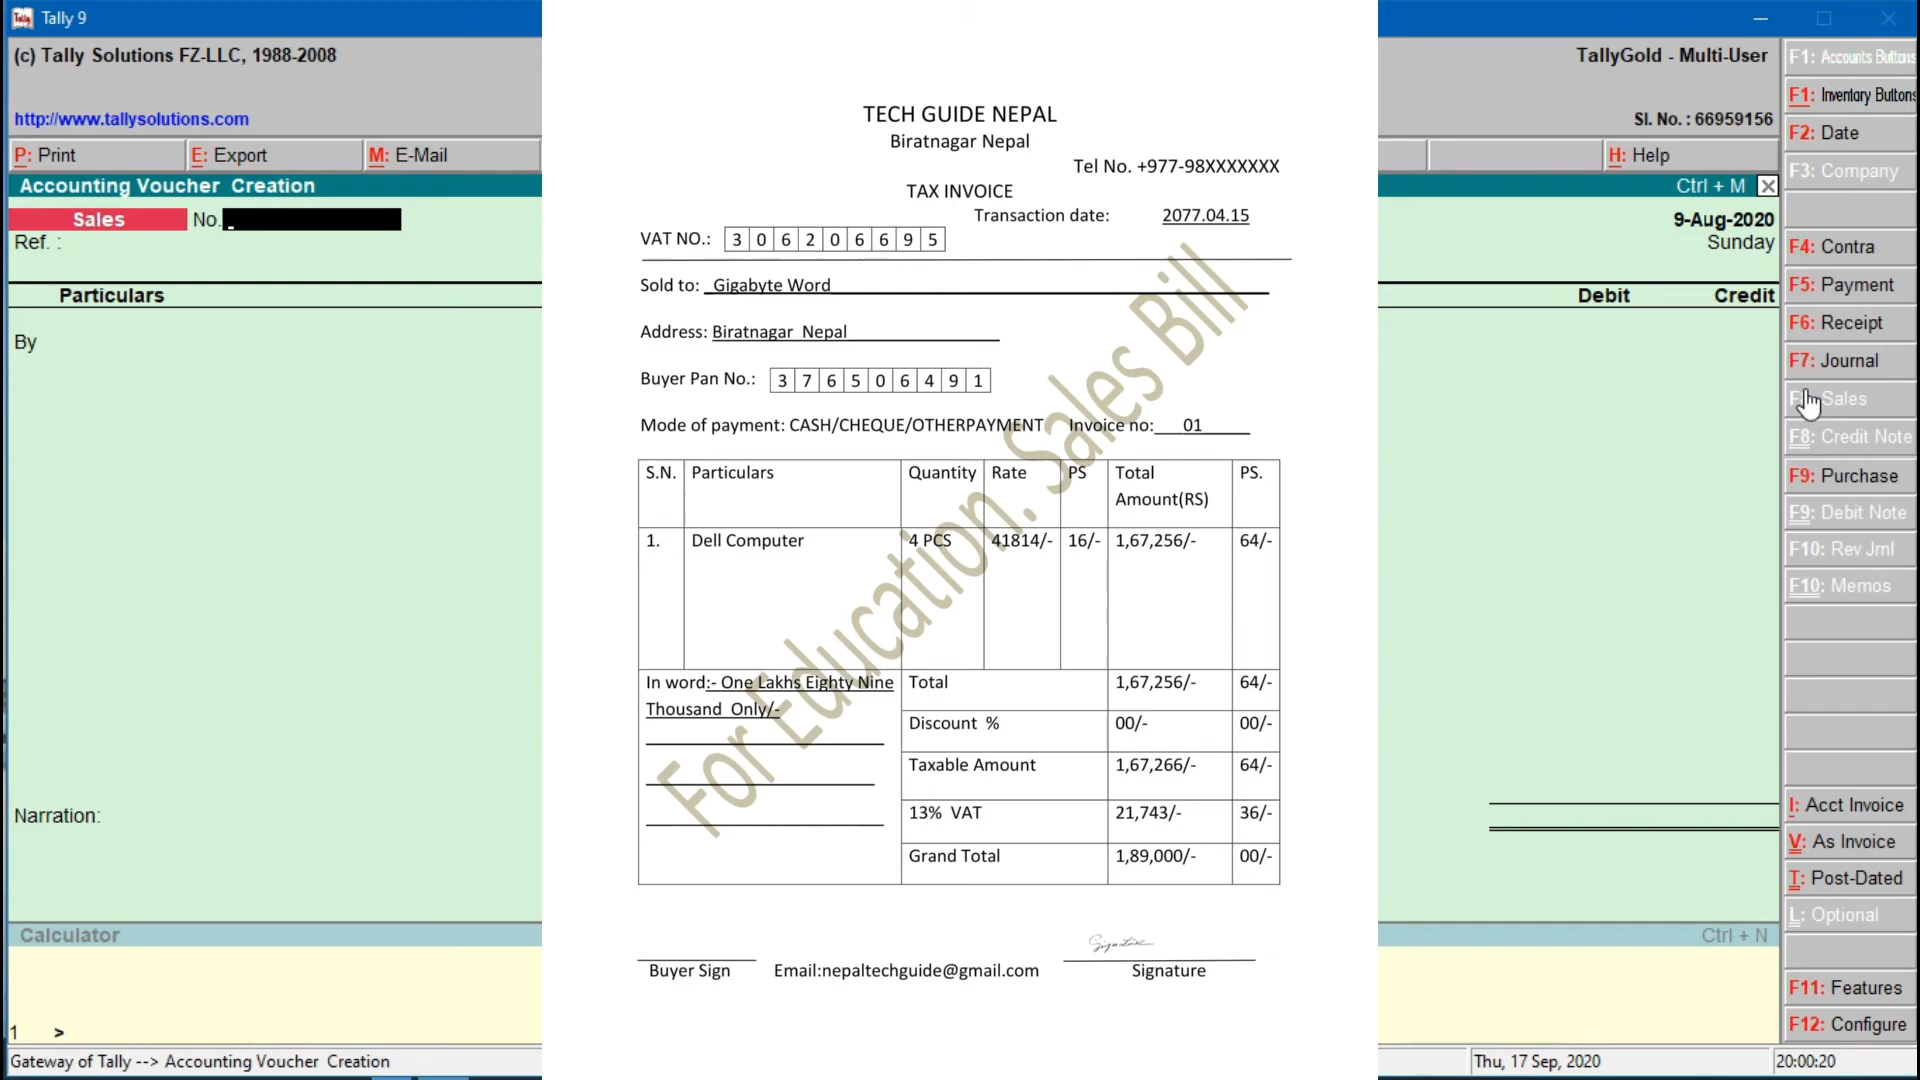 Tally 9
(c) Tally Solutions FZ-LLC, 1988-2008
TallyGold - Multi-User
http://www.tallysolutions.com
Sl. No. : 66959156
P: Print E: Export M: E-Mail H: Help
Accounting Voucher Creation Ctrl + M
Sales No.
9-Aug-2020
Ref. :
Sunday
Particulars Debit Credit
By
Narration:
Calculator Ctrl + N
1 >
Gateway of Tally --> Accounting Voucher Creation
Thu, 17 Sep, 2020 20:00:20
TECH GUIDE NEPAL
Biratnagar Nepal
Tel No. +977-98XXXXXXX
TAX INVOICE
Transaction date: 2077.04.15
VAT NO.: 3 0 6 2 0 6 6 9 5
Sold to: Gigabyte Word
Address: Biratnagar Nepal
Buyer Pan No.: 3 7 6 5 0 6 4 9 1
Mode of payment: CASH/CHEQUE/OTHERPAYMENT Invoice no: 01
S.N. Particulars Quantity Rate PS Total Amount(RS) PS.
1. Dell Computer 4 PCS 41814/- 16/- 1,67,256/- 64/-
In word:- One Lakhs Eighty Nine
Thousand Only/-
Total 1,67,256/- 64/-
Discount % 00/- 00/-
Taxable Amount 1,67,266/- 64/-
13% VAT 21,743/- 36/-
Grand Total 1,89,000/- 00/-
For Education. Sales Bill
Signature
Buyer Sign Email:nepaltechguide@gmail.com Signature
F1: Accounts Buttons
F1: Inventory Buttons
F2: Date
F3: Company
F4: Contra
F5: Payment
F6: Receipt
F7: Journal
Sales
F8: Credit Note
F9: Purchase
F9: Debit Note
F10: Rev Jrnl
F10: Memos
I: Acct Invoice
V: As Invoice
T: Post-Dated
L: Optional
F11: Features
F12: Configure